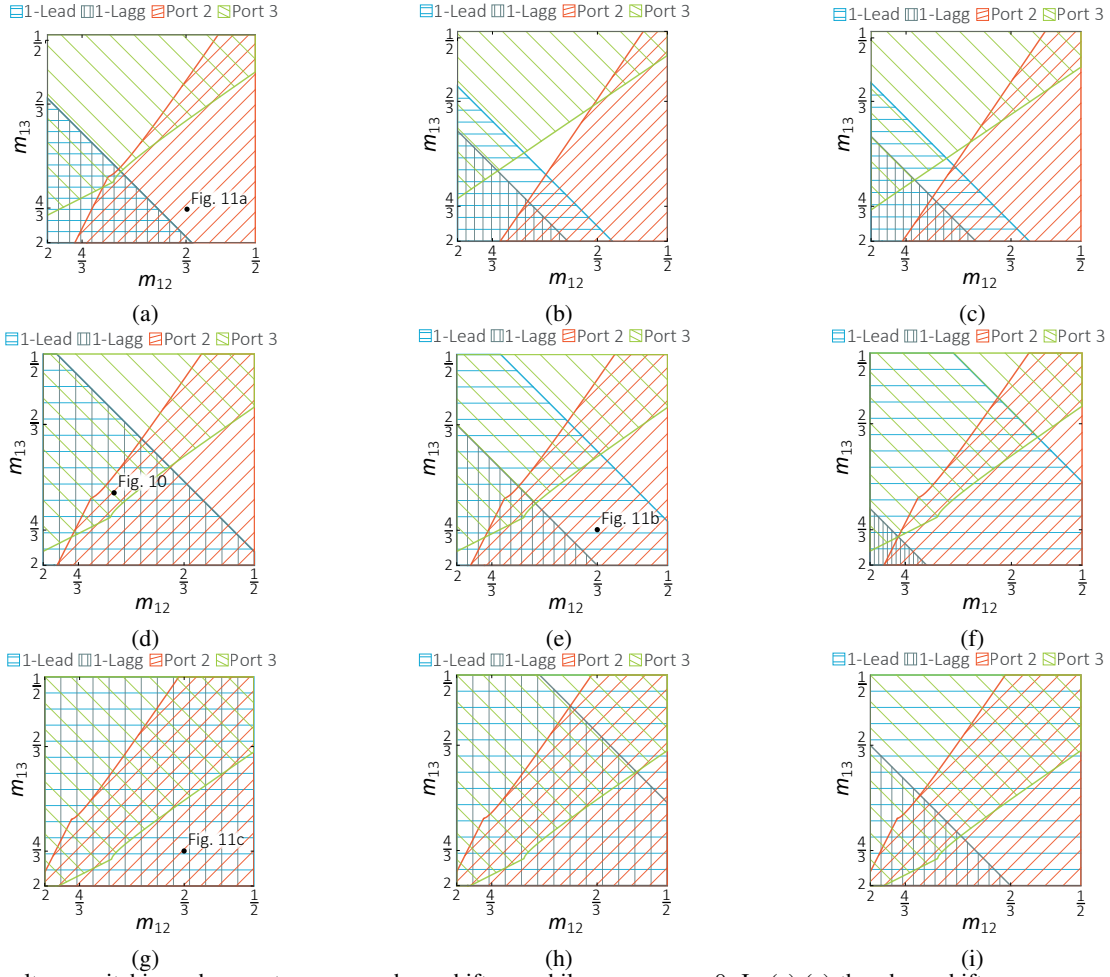 1-Lead 1-Lagg Port 2 Port 3
1-Lead 1-Lagg Port 2 Port 3
1-Lead 1-Lagg Port 2 Port 3
1/2
2/3
m13
4/3
2
Fig. 11a
2 4/3 2/3 1/2
m12
(a)
1/2
2/3
m13
4/3
2
2 4/3 2/3 1/2
m12
(b)
1/2
2/3
m13
4/3
2
2 4/3 2/3 1/2
m12
(c)
1-Lead 1-Lagg Port 2 Port 3
1-Lead 1-Lagg Port 2 Port 3
1-Lead 1-Lagg Port 2 Port 3
1/2
2/3
m13
Fig. 10
4/3
2
2 4/3 2/3 1/2
m12
(d)
1/2
2/3
m13
Fig. 11b
4/3
2
2 4/3 2/3 1/2
m12
(e)
1/2
2/3
m13
4/3
2
2 4/3 2/3 1/2
m12
(f)
1-Lead 1-Lagg Port 2 Port 3
1-Lead 1-Lagg Port 2 Port 3
1-Lead 1-Lagg Port 2 Port 3
1/2
2/3
m13
Fig. 11c
4/3
2
2 4/3 2/3 1/2
m12
(g)
1/2
2/3
m13
4/3
2
2 4/3 2/3 1/2
m12
(h)
1/2
2/3
m13
4/3
2
2 4/3 2/3 1/2
m12
(i)